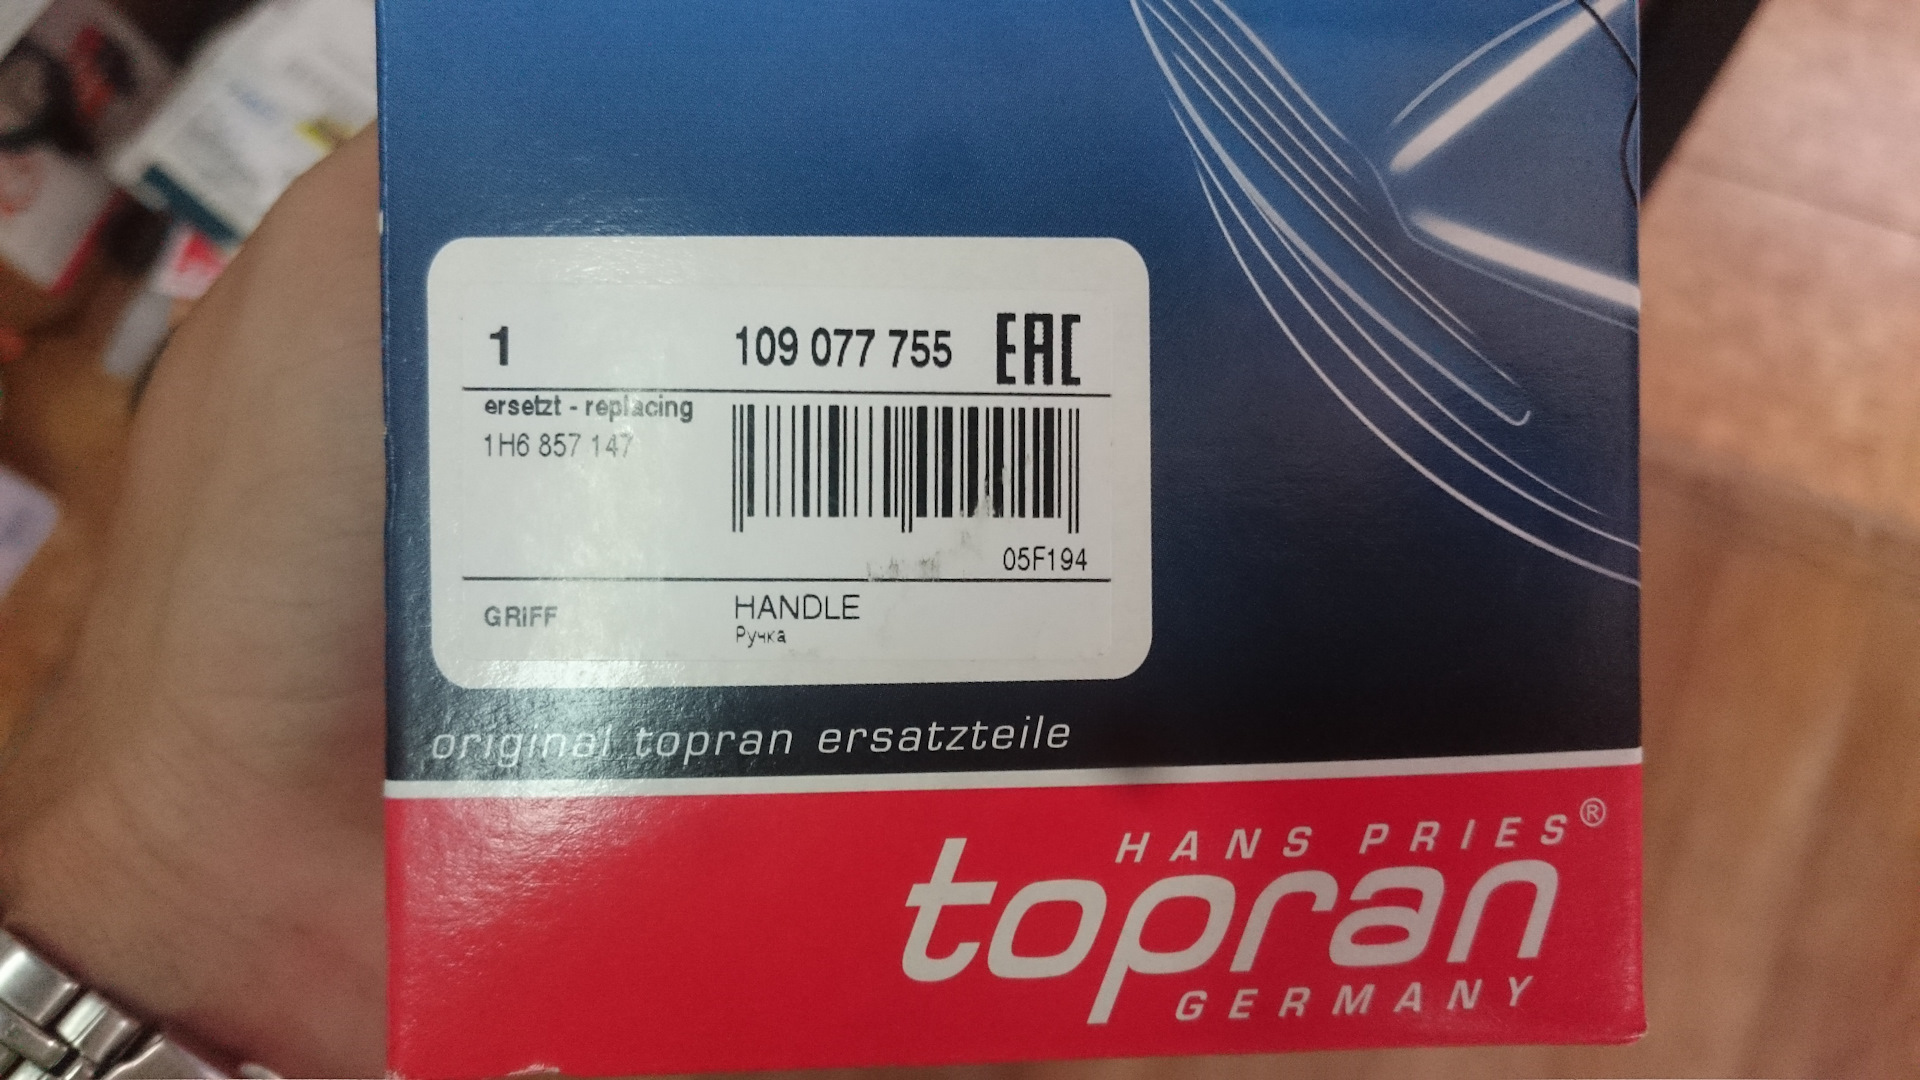 1 109 077 755 EAC
ersetzt - replacing
1H6 857 147
05F194
GRIFF HANDLE
Ручка
original topran ersatzteile
HANS PRIES®
topran
GERMANY